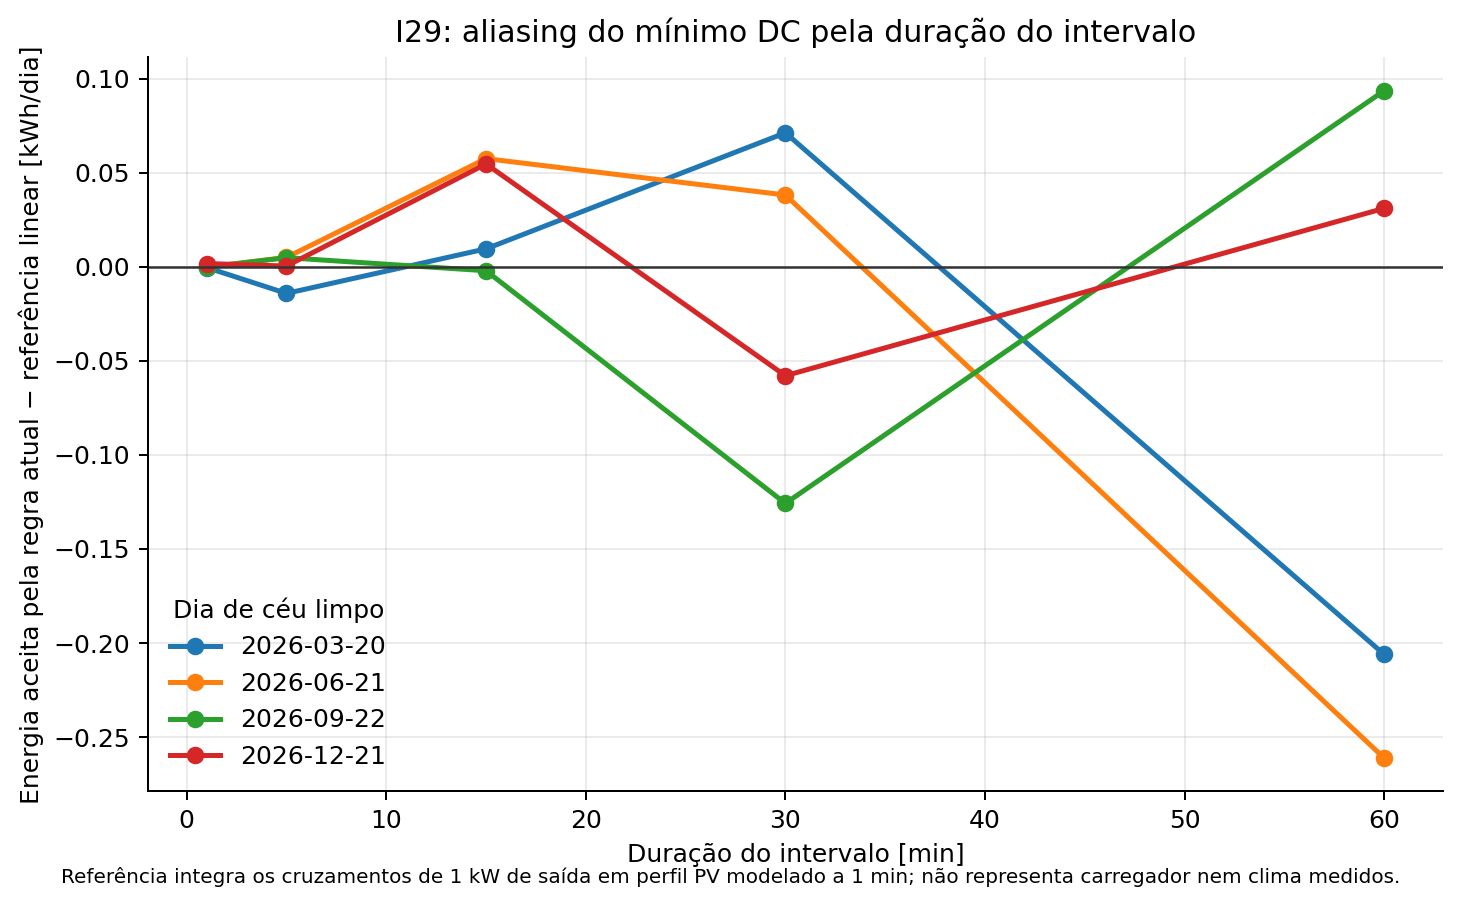 I29: aliasing do mínimo DC pela duração do intervalo
Energia aceita pela regra atual − referência linear [kWh/dia]
0.10
0.05
0.00
−0.05
−0.10
−0.15
−0.20
−0.25
Dia de céu limpo
2026-03-20
2026-06-21
2026-09-22
2026-12-21
0 10 20 30 40 50 60
Duração do intervalo [min]
Referência integra os cruzamentos de 1 kW de saída em perfil PV modelado a 1 min; não representa carregador nem clima medidos.